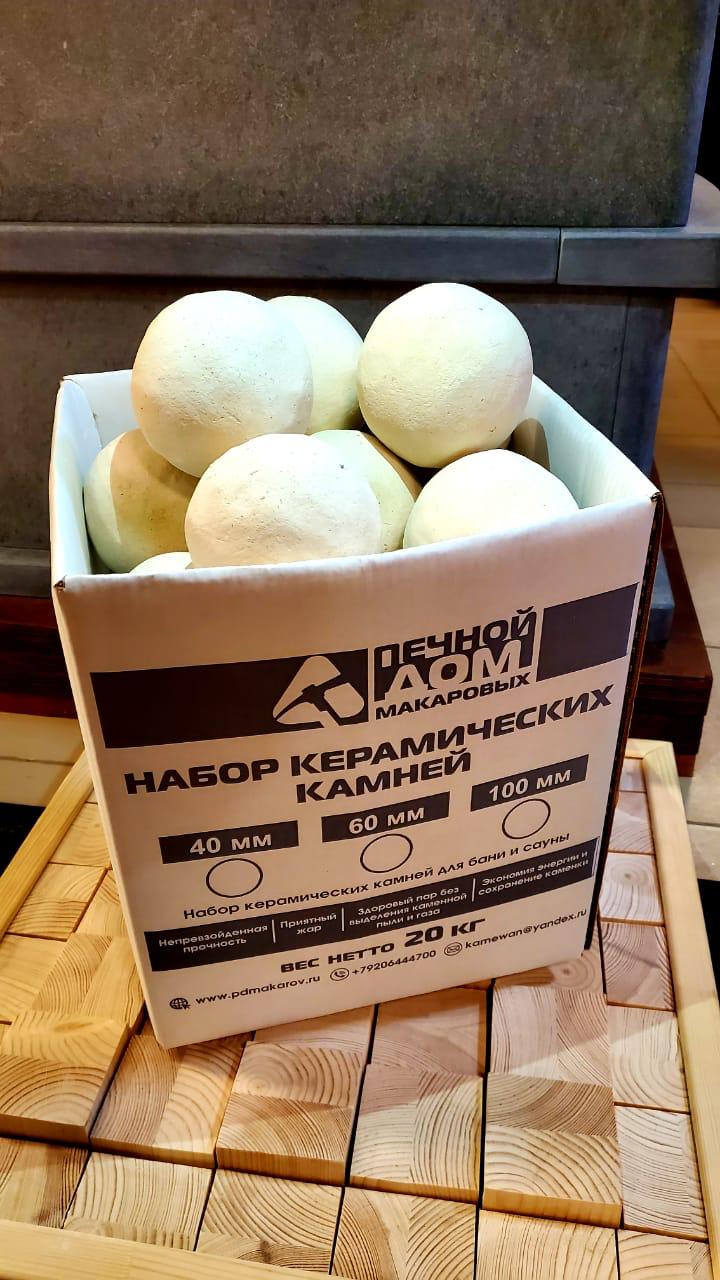 ПЕЧНОЙ
ДОМ
МАКАРОВЫХ
НАБОР КЕРАМИЧЕСКИХ
КАМНЕЙ
40 мм
60 мм
100 мм
Набор керамических камней для бани и сауны
Непревзойденная
прочность
Приятный
жар
Здоровый пар без
выделения каменной
пыли и газа
Экономия энергии и
сохранение каменки
ВЕС НЕТТО 20 КГ
www.pdmakarov.ru
+79206444700
kamewan@yandex.ru